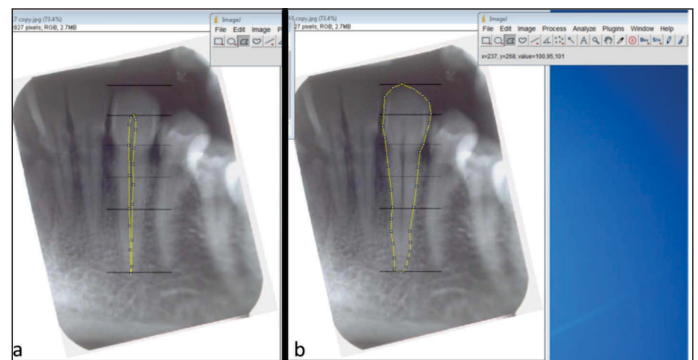 7 copy.jpg (73.4%)
827 pixels, RGB, 2.7MB
ImageJ
File Edit Image P
a
copy.jpg (73.4%)
27 pixels, RGB, 2.7MB
ImageJ
File Edit Image Process Analyze Plugins Window Help
x=237, y=268, value=100,95,101
b